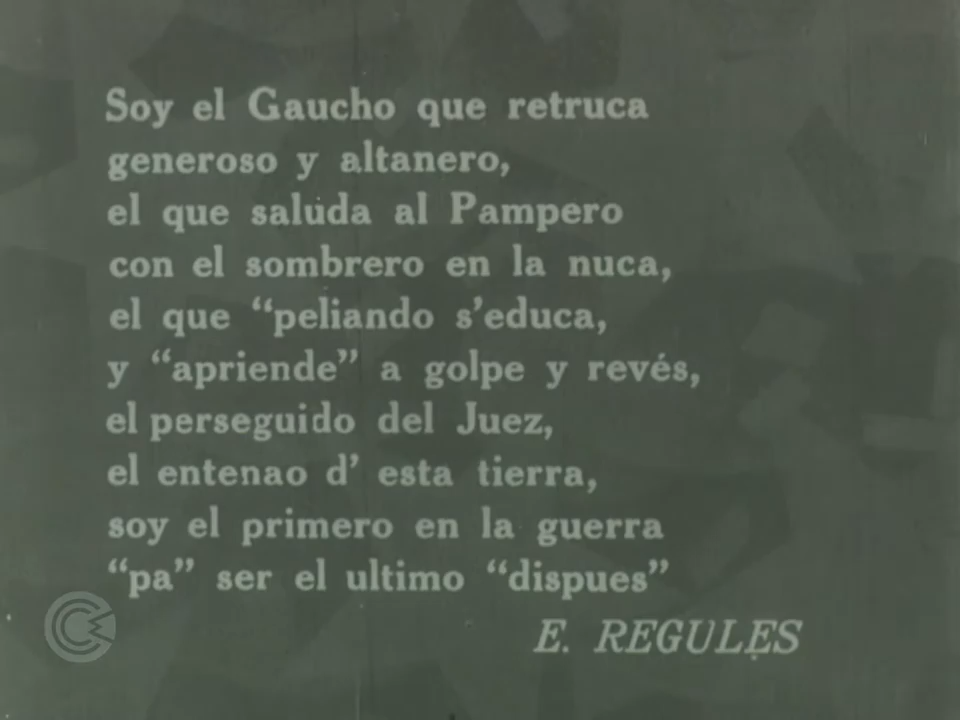 Soy el Gaucho que retruca
generoso y altanero,
el que saluda al Pampero
con el sombrero en la nuca,
el que “peliando s’educa,
y “apriende” a golpe y revés,
el perseguido del Juez,
el entenao d’ esta tierra,
soy el primero en la guerra
“pa” ser el ultimo “dispues”
E. REGULES